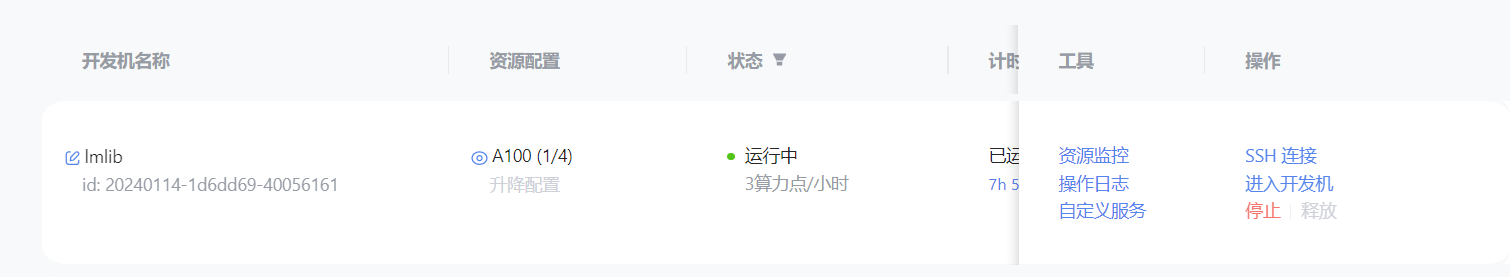 开发机名称
资源配置
状态
计时
工具
操作
lmlib
id: 20240114-1d6dd69-40056161
A100 (1/4)
升降配置
运行中
3算力点/小时
已运
7h 5
资源监控
操作日志
自定义服务
SSH 连接
进入开发机
停止 | 释放